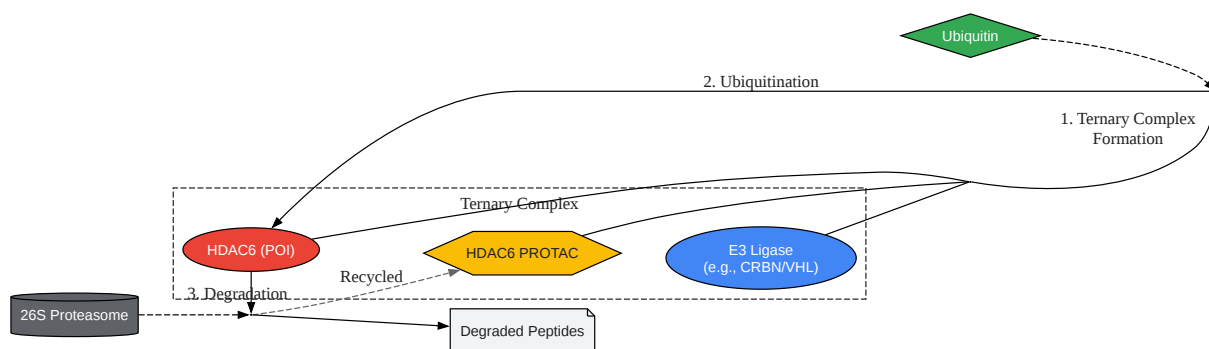 Ubiquitin
2. Ubiquitination
1. Ternary Complex
Formation
Ternary Complex
HDAC6 (POI)
HDAC6 PROTAC
E3 Ligase
(e.g., CRBN/VHL)
Recycled
3. Degradation
26S Proteasome
Degraded Peptides